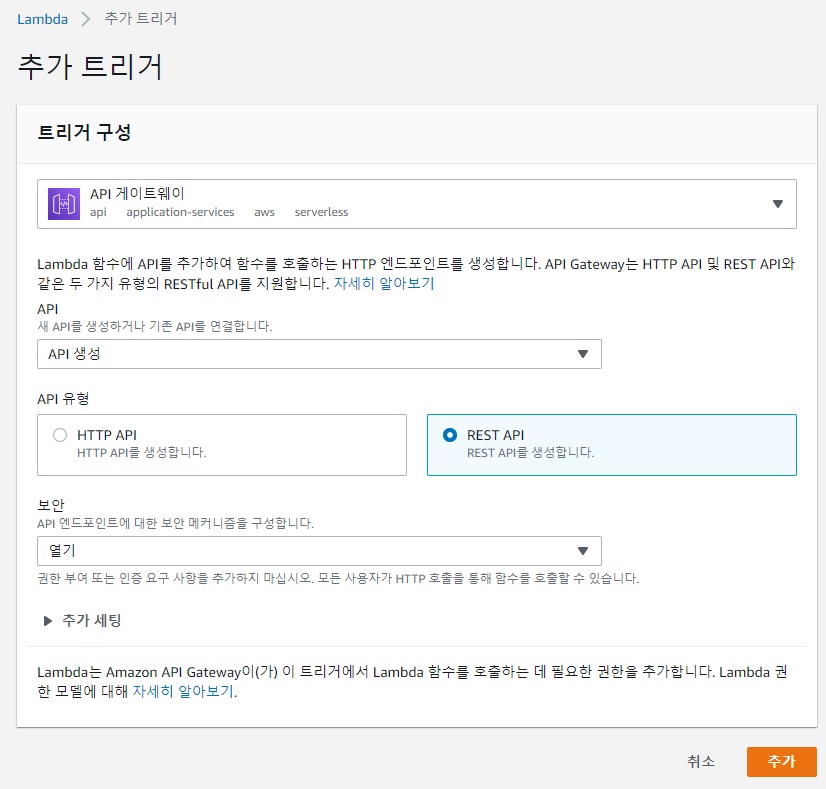 Lambda > 추가 트리거
추가 트리거
트리거 구성
API 게이트웨이
api application-services aws serverless
Lambda 함수에 API를 추가하여 함수를 호출하는 HTTP 엔드포인트를 생성합니다. API Gateway는 HTTP API 및 REST API와
같은 두 가지 유형의 RESTful API를 지원합니다. 자세히 알아보기
API
새 API를 생성하거나 기존 API를 연결합니다.
API 생성
API 유형
HTTP API
HTTP API를 생성합니다.
REST API
REST API를 생성합니다.
보안
API 엔드포인트에 대한 보안 메커니즘을 구성합니다.
열기
권한 부여 또는 인증 요구 사항을 추가하지 마십시오. 모든 사용자가 HTTP 호출을 통해 함수를 호출할 수 있습니다.
추가 세팅
Lambda는 Amazon API Gateway이(가) 이 트리거에서 Lambda 함수를 호출하는 데 필요한 권한을 추가합니다. Lambda 권
한 모델에 대해 자세히 알아보기.
취소 추가